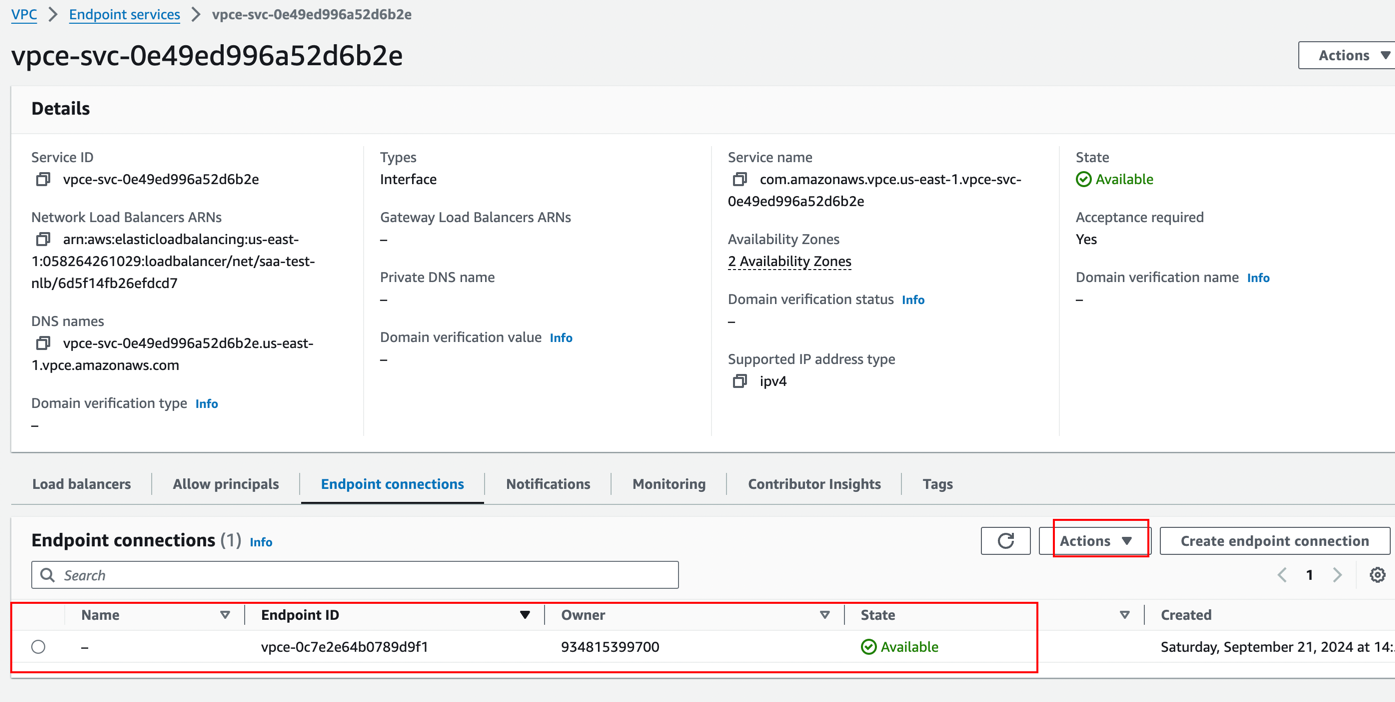 VPC > Endpoint services > vpce-svc-0e49ed996a52d6b2e
vpce-svc-0e49ed996a52d6b2e
Actions
Details
Service ID
vpce-svc-0e49ed996a52d6b2e
Network Load Balancers ARNs
arn:aws:elasticloadbalancing:us-east-
1:058264261029:loadbalancer/net/saa-test-
nlb/6d5f14fb26efdcd7
DNS names
vpce-svc-0e49ed996a52d6b2e.us-east-
1.vpce.amazonaws.com
Domain verification type Info
–
Types
Interface
Gateway Load Balancers ARNs
–
Private DNS name
–
Domain verification value Info
–
Service name
com.amazonaws.vpce.us-east-1.vpce-svc-
0e49ed996a52d6b2e
Availability Zones
2 Availability Zones
Domain verification status Info
–
Supported IP address type
ipv4
State
Available
Acceptance required
Yes
Domain verification name Info
–
Load balancers Allow principals Endpoint connections Notifications Monitoring Contributor Insights Tags
Endpoint connections (1) Info
Actions Create endpoint connection
Search
1
Name Endpoint ID Owner State Created
– vpce-0c7e2e64b0789d9f1 934815399700 Available Saturday, September 21, 2024 at 14: